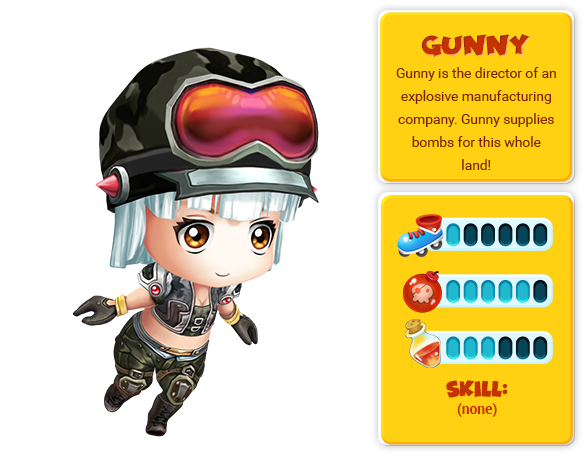 GUNNY
Gunny is the director of an
explosive manufacturing
company. Gunny supplies
bombs for this whole
land!
SKILL:
(none)